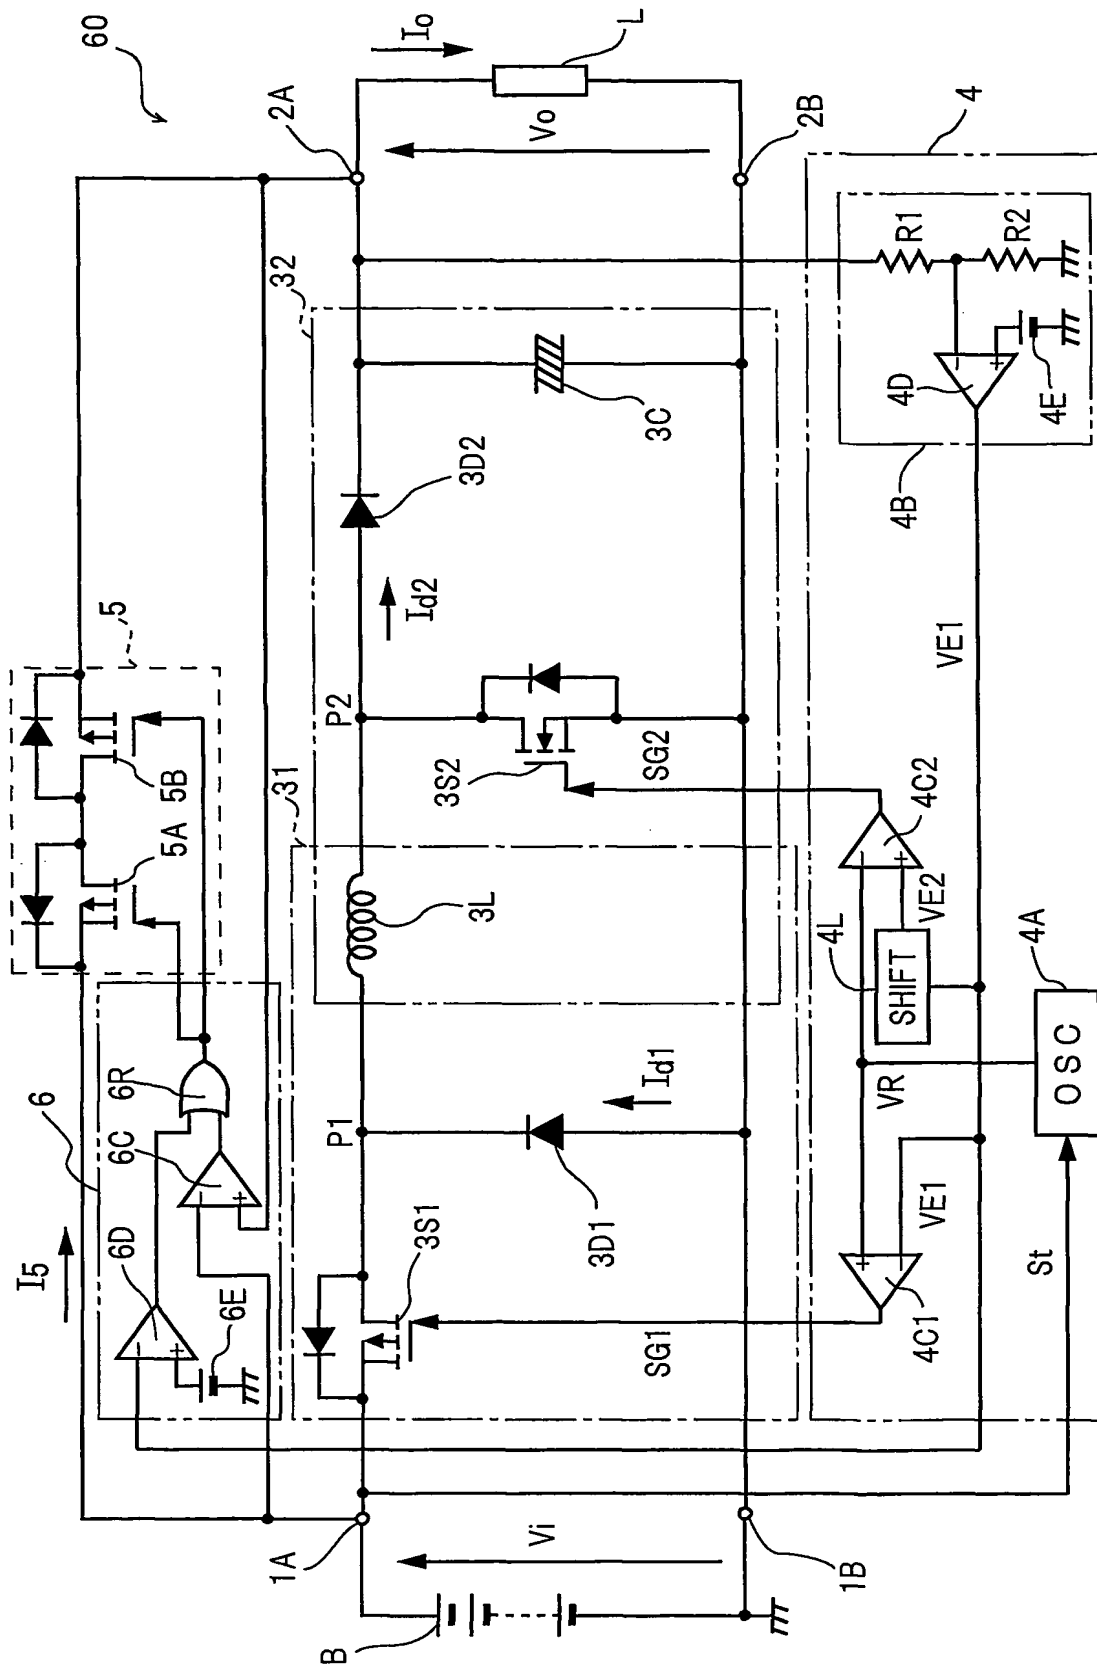 60
I5
6
6D
6E
6C
6R
5
5A
5B
31
32
1A
2A
Io
L
Vi
B
1B
Vo
2B
3S1
P1
3D1
Id1
3L
P2
3S2
Id2
3D2
3C
SG1
SG2
4
4C1
VE1
VR
4L
SHIFT
VE2
4C2
VE1
4B
4D
4E
R1
R2
St
OSC
4A